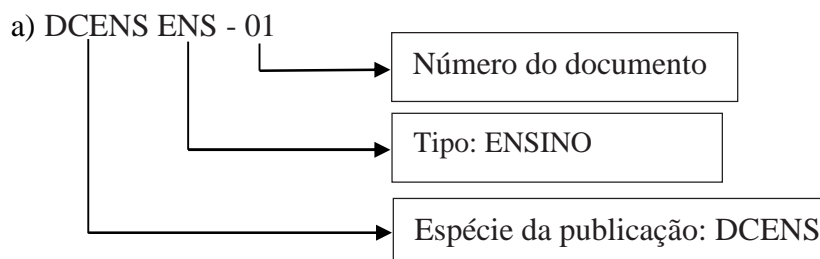 a) DCENS ENS - 01
Número do documento
Tipo: ENSINO
Espécie da publicação: DCENS